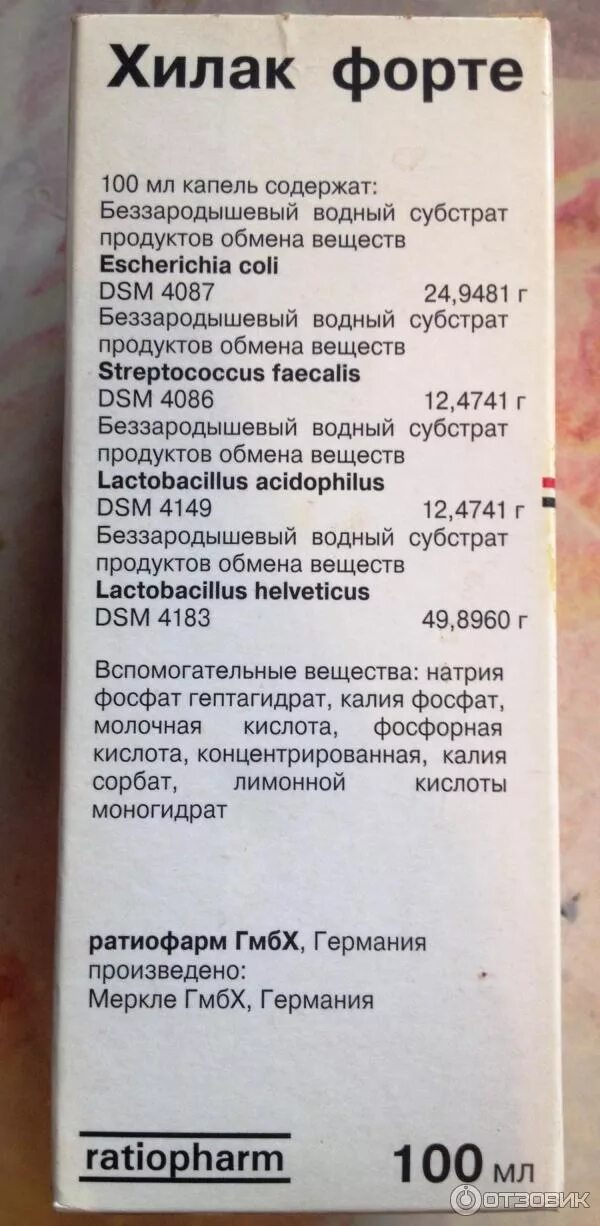 Хилак форте
100 мл капель содержат:
Беззародышевый водный субстрат
продуктов обмена веществ
Escherichia coli
DSM 4087 24,9481 г
Беззародышевый водный субстрат
продуктов обмена веществ
Streptococcus faecalis
DSM 4086 12,4741 г
Беззародышевый водный субстрат
продуктов обмена веществ
Lactobacillus acidophilus
DSM 4149 12,4741 г
Беззародышевый водный субстрат
продуктов обмена веществ
Lactobacillus helveticus
DSM 4183 49,8960 г
Вспомогательные вещества: натрия
фосфат гептагидрат, калия фосфат,
молочная кислота, фосфорная
кислота, концентрированная, калия
сорбат, лимонной кислоты
моногидрат
ратиофарм ГмбХ, Германия
произведено:
Меркле ГмбХ, Германия
ratiopharm 100 мл
ОТЗОВИК